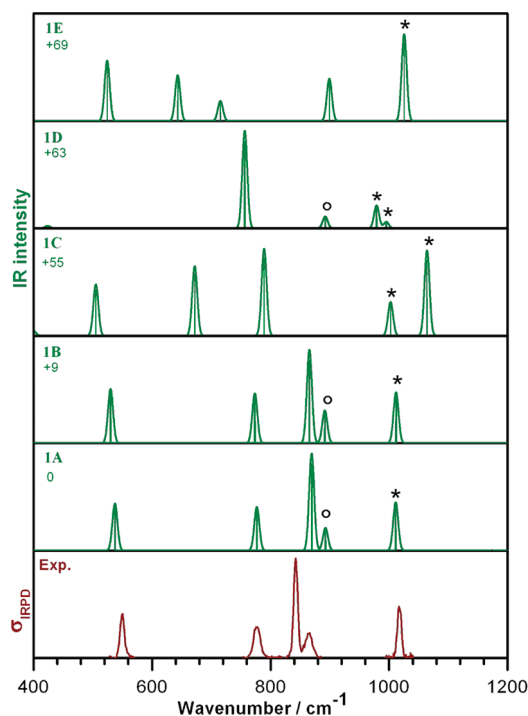 1E
+69
*
1D
+63
*
*
1C
+55
*
*
1B
+9
*
1A
0
*
Exp.
IR intensity
σIRPD
400 600 800 1000 1200
Wavenumber / cm-1